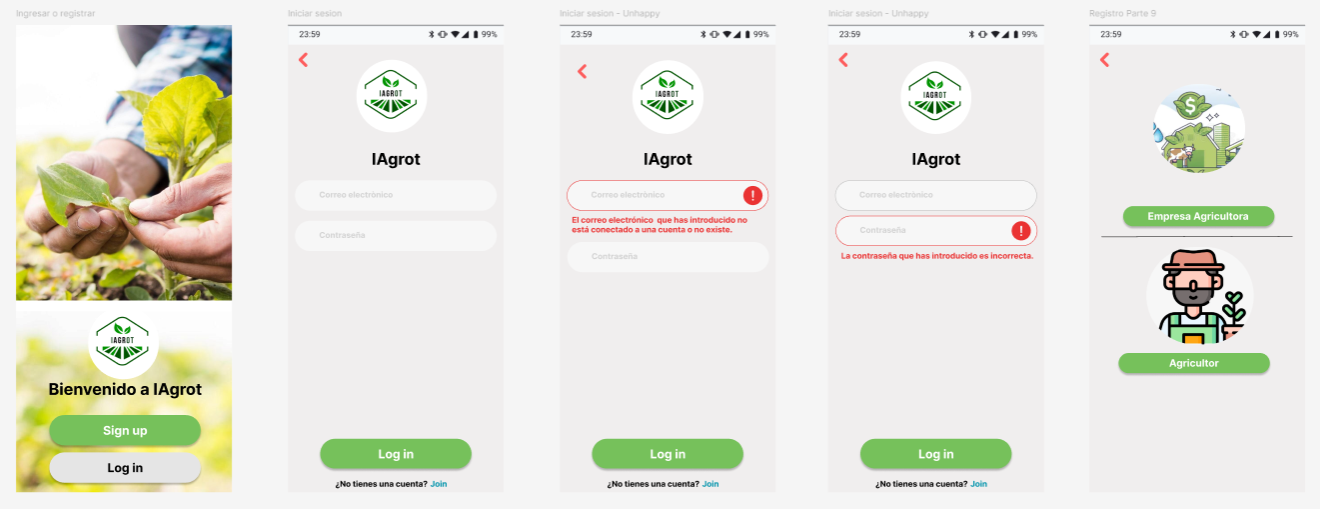 Ingresar o registrar
IAGROT
Bienvenido a IAgrot
Sign up
Log in
Iniciar sesion
23:59
99%
IAGROT
IAgrot
Correo electrónico
Contraseña
Log in
¿No tienes una cuenta? Join
Iniciar sesion - Unhappy
23:59
99%
IAGROT
IAgrot
Correo electrónico
!
El correo electrónico que has introducido no
está conectado a una cuenta o no existe.
Contraseña
Log in
¿No tienes una cuenta? Join
Iniciar sesion - Unhappy
23:59
99%
IAGROT
IAgrot
Correo electrónico
Contraseña
!
La contraseña que has introducido es incorrecta.
Log in
¿No tienes una cuenta? Join
Registro Parte 9
23:59
99%
$
Empresa Agricultora
Agricultor